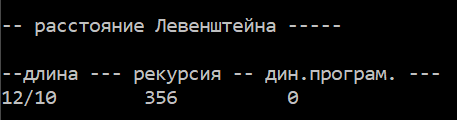 -- расстояние Левенштейна -----
--длина --- рекурсия -- дин.програм. ---
12/10        356          0